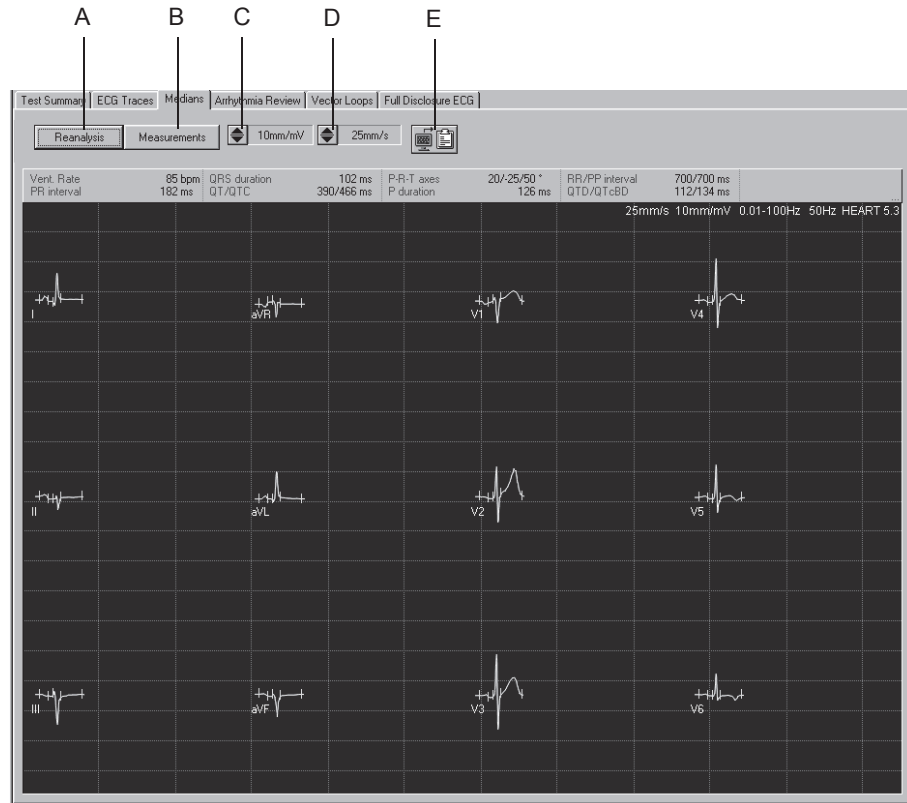 A B C D E
Test Summary ECG Traces Medians Arrhythmia Review Vector Loops Full Disclosure ECG
Reanalysis Measurements 10mm/mV 25mm/s
Vent. Rate 85 bpm QRS duration 102 ms P-R-T axes 20/-25/50 ° RR/PP interval 700/700 ms
PR interval 182 ms QT/QTC 390/466 ms P duration 126 ms QTD/QTcBD 112/134 ms
...
25mm/s 10mm/mV 0.01-100Hz 50Hz HEART 5.3
I aVR V1 V4
II aVL V2 V5
III aVF V3 V6